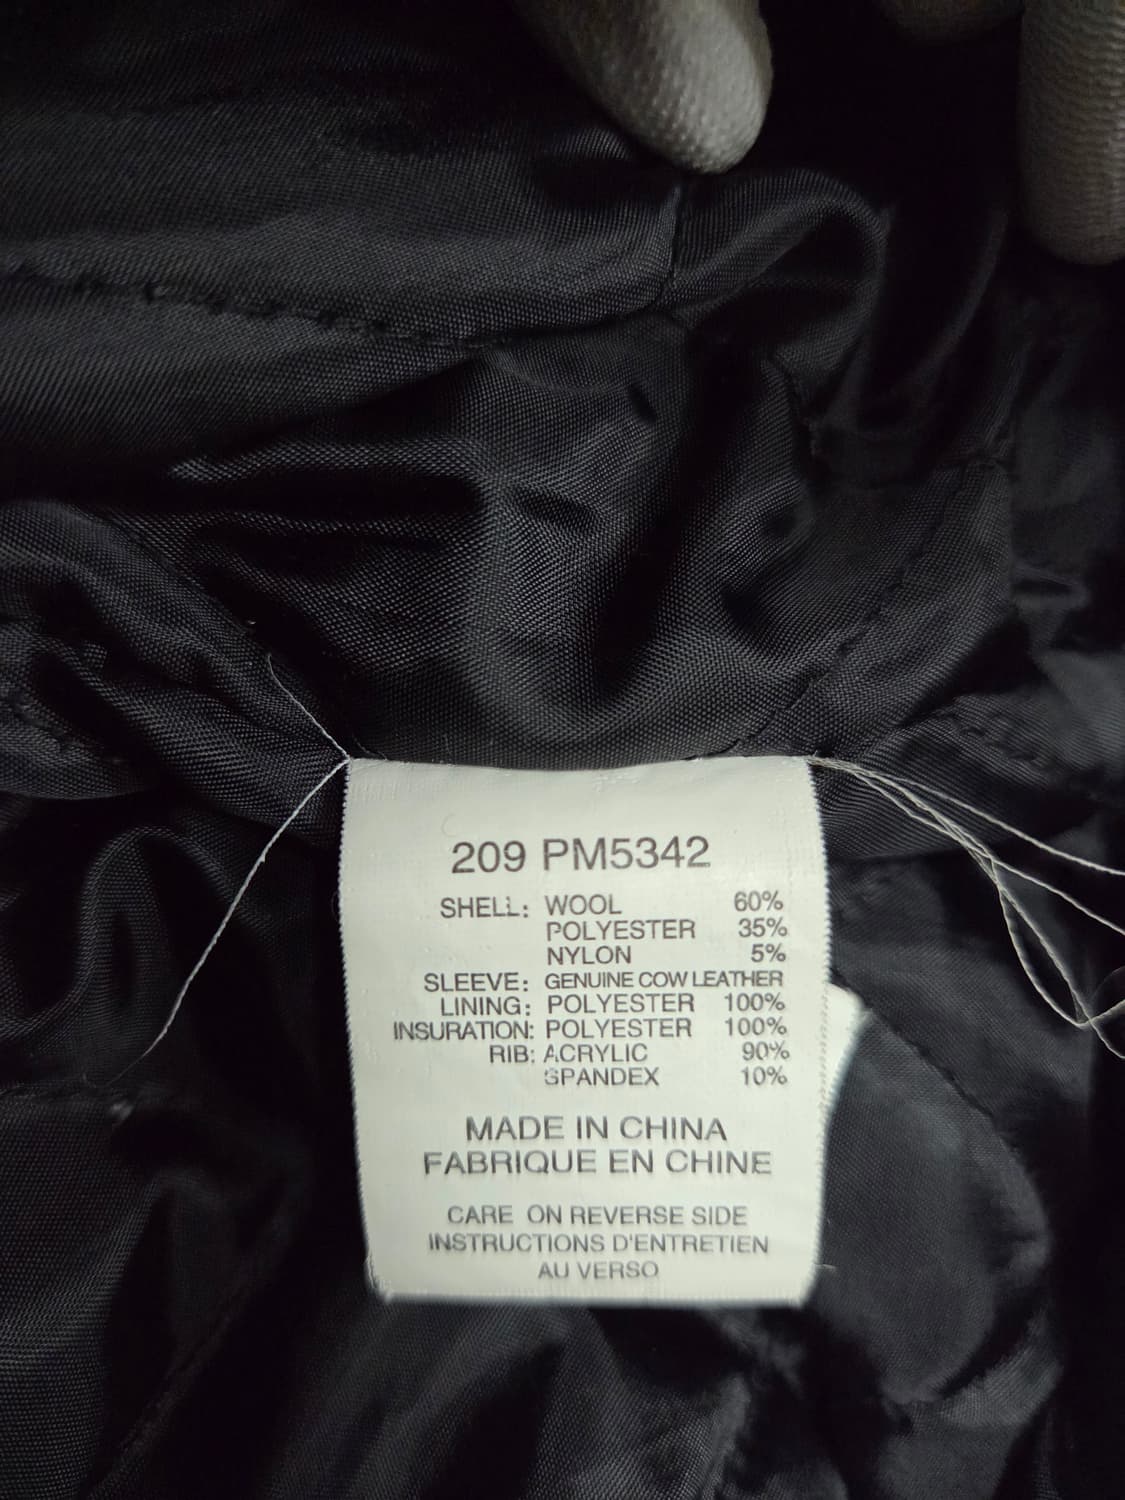 209 PM5342
SHELL: WOOL 60%
POLYESTER 35%
NYLON 5%
SLEEVE: GENUINE COW LEATHER
LINING: POLYESTER 100%
INSURATION: POLYESTER 100%
RIB: ACRYLIC 90%
SPANDEX 10%
MADE IN CHINA
FABRIQUE EN CHINE
CARE ON REVERSE SIDE
INSTRUCTIONS D'ENTRETIEN
AU VERSO